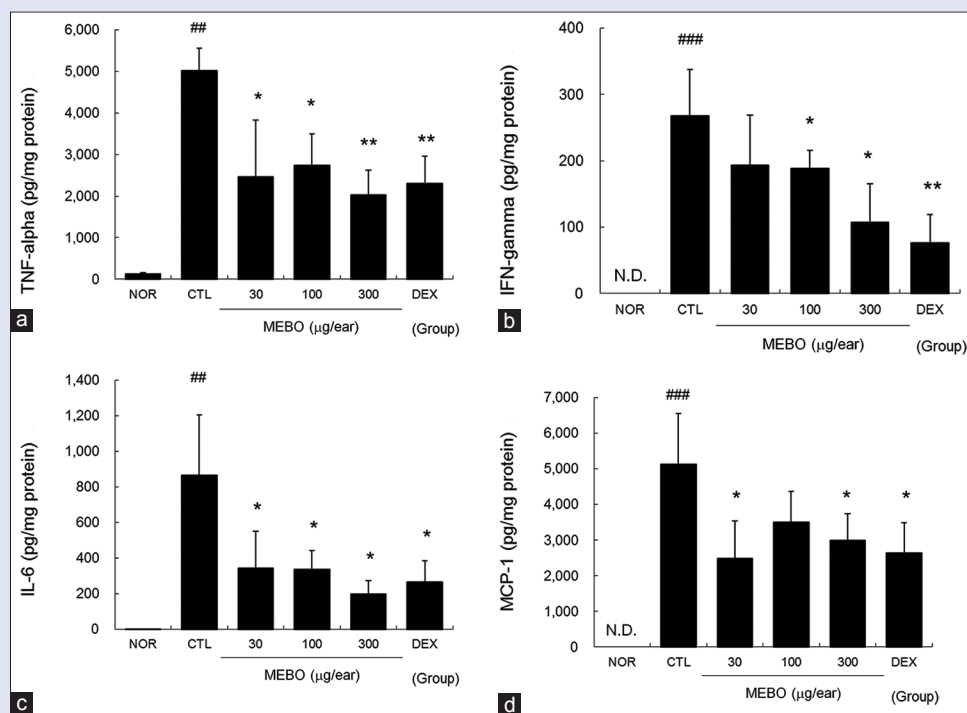 TNF-alpha (pg/mg protein)
6,000
5,000
4,000
3,000
2,000
1,000
0
##
*
*
**
**
NOR CTL 30 100 300 DEX
MEBO (µg/ear) (Group)
a
IFN-gamma (pg/mg protein)
400
300
200
100
0
N.D.
###
*
*
**
NOR CTL 30 100 300 DEX
MEBO (µg/ear) (Group)
b
IL-6 (pg/mg protein)
1,400
1,200
1,000
800
600
400
200
0
##
*
*
*
*
NOR CTL 30 100 300 DEX
MEBO (µg/ear) (Group)
c
MCP-1 (pg/mg protein)
7,000
6,000
5,000
4,000
3,000
2,000
1,000
0
N.D.
###
*
*
*
NOR CTL 30 100 300 DEX
MEBO (µg/ear) (Group)
d